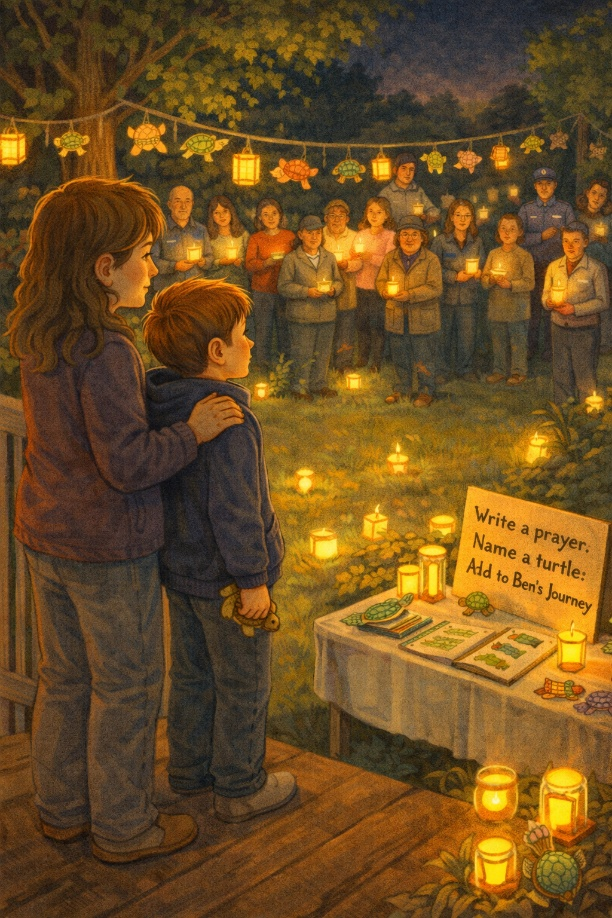 Write a prayer.
Name a turtle:
Add to Ben's Journey